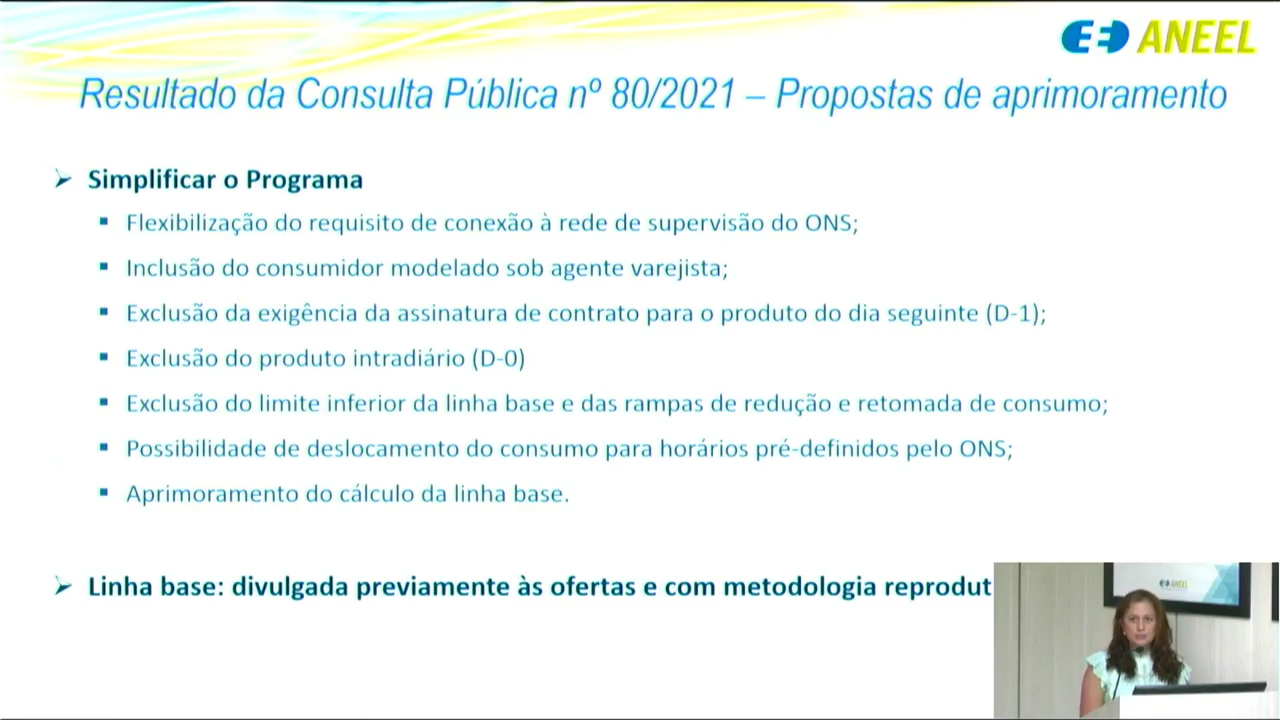 ANEEL
Resultado da Consulta Pública nº 80/2021 – Propostas de aprimoramento
Simplificar o Programa
Flexibilização do requisito de conexão à rede de supervisão do ONS;
Inclusão do consumidor modelado sob agente varejista;
Exclusão da exigência da assinatura de contrato para o produto do dia seguinte (D-1);
Exclusão do produto intradiário (D-0)
Exclusão do limite inferior da linha base e das rampas de redução e retomada de consumo;
Possibilidade de deslocamento do consumo para horários pré-definidos pelo ONS;
Aprimoramento do cálculo da linha base.
Linha base: divulgada previamente às ofertas e com metodologia reprodut
ANEEL